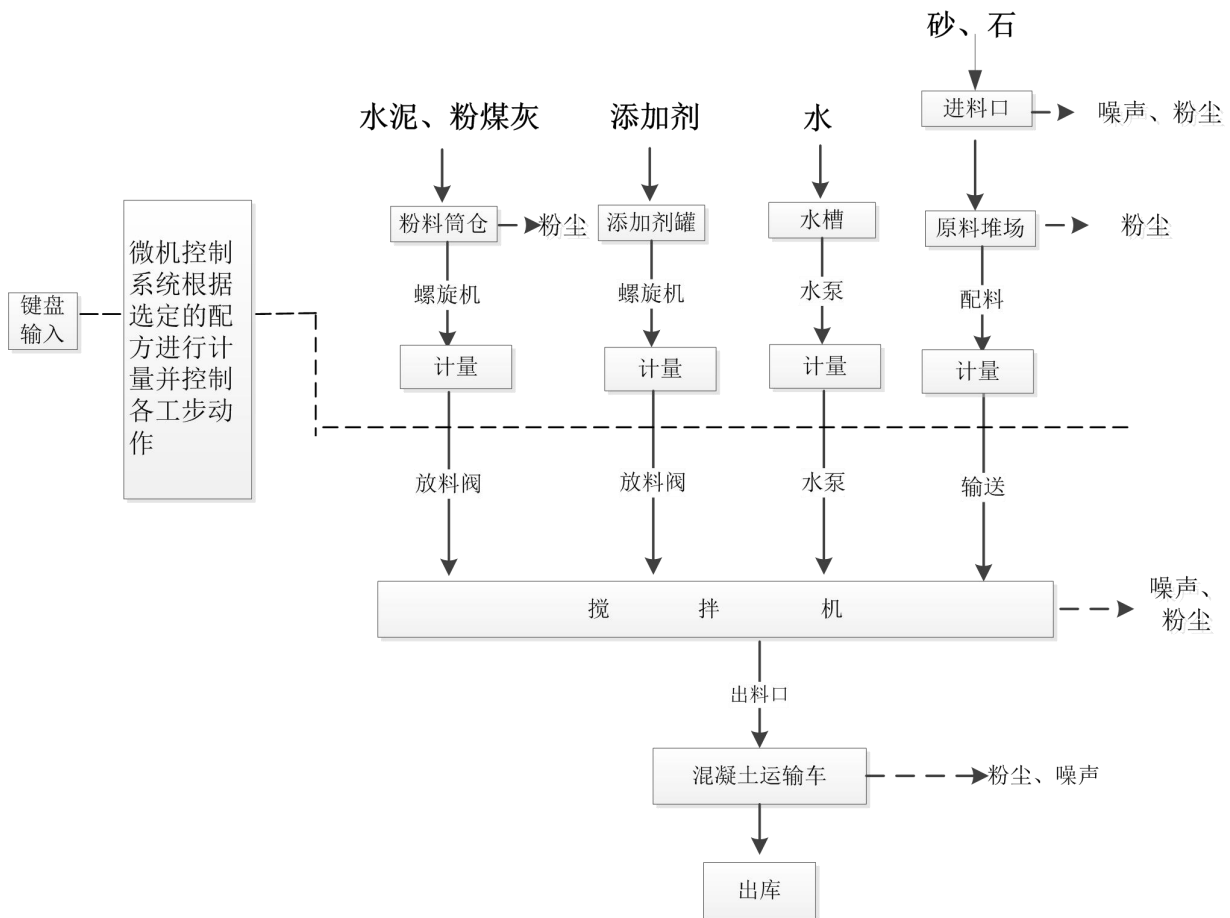 砂、石
进料口
噪声、粉尘
水泥、粉煤灰
添加剂
水
粉料筒仓
粉尘
添加剂罐
水槽
原料堆场
粉尘
键盘
输入
微机控制
系统根据
选定的配
方进行计
量并控制
各工步动
作
螺旋机
螺旋机
水泵
配料
计量
计量
计量
计量
放料阀
放料阀
水泵
输送
搅拌机
噪声、
粉尘
出料口
混凝土运输车
粉尘、噪声
出库